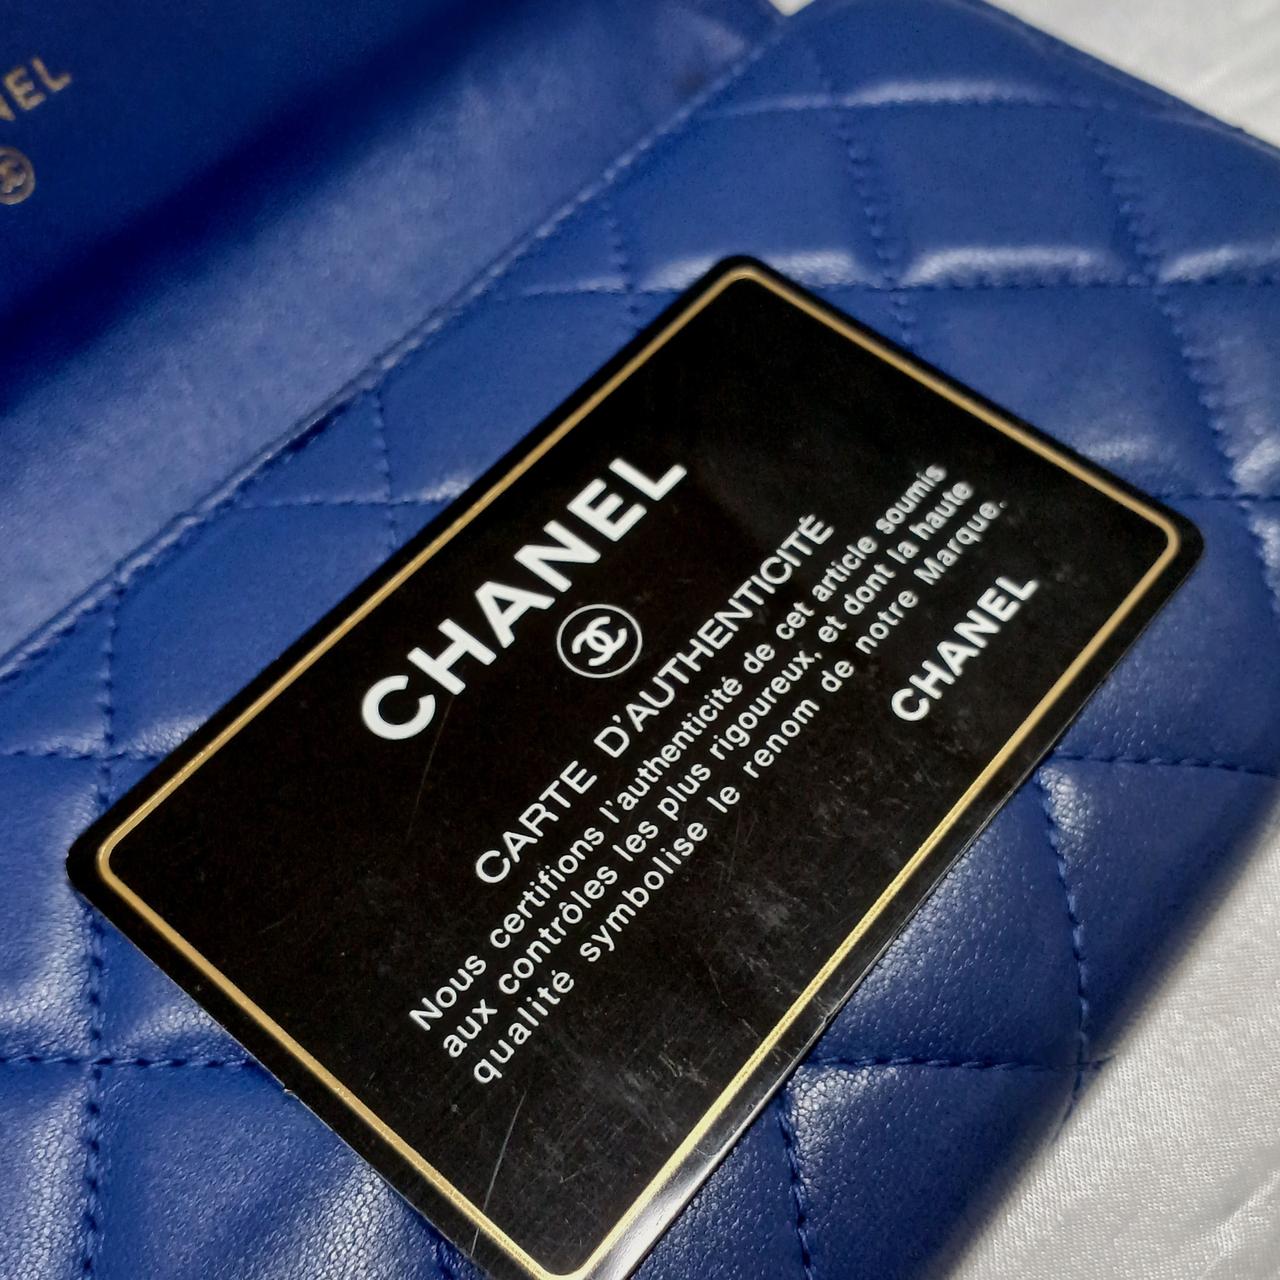 NEL
CHANEL
CARTE D'AUTHENTICITÉ
Nous certifions l'authenticité de cet article soumis
aux contrôles les plus rigoureux, et dont la haute
qualité symbolise le renom de notre Marque.
CHANEL